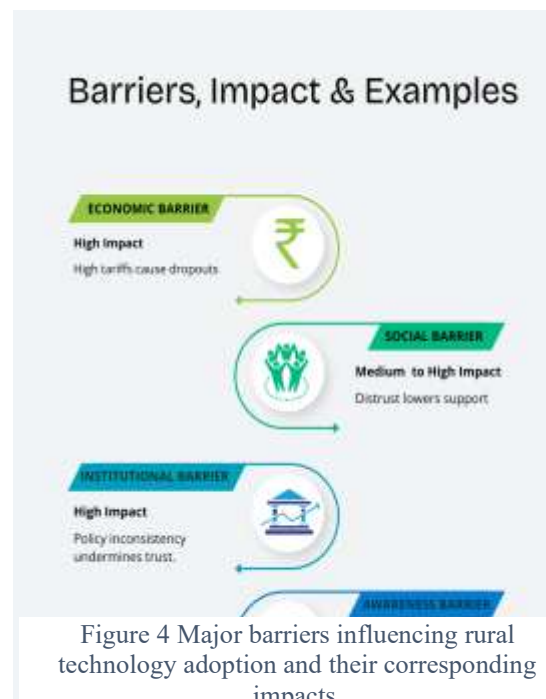 Barriers, Impact & Examples
ECONOMIC BARRIER
High Impact
High tariffs cause dropouts
₹
SOCIAL BARRIER
Medium to High Impact
Distrust lowers support
INSTITUTIONAL BARRIER
High Impact
Policy inconsistency
undermines trust.
AWARENESS BARRIER
Figure 4 Major barriers influencing rural
technology adoption and their corresponding
impacts